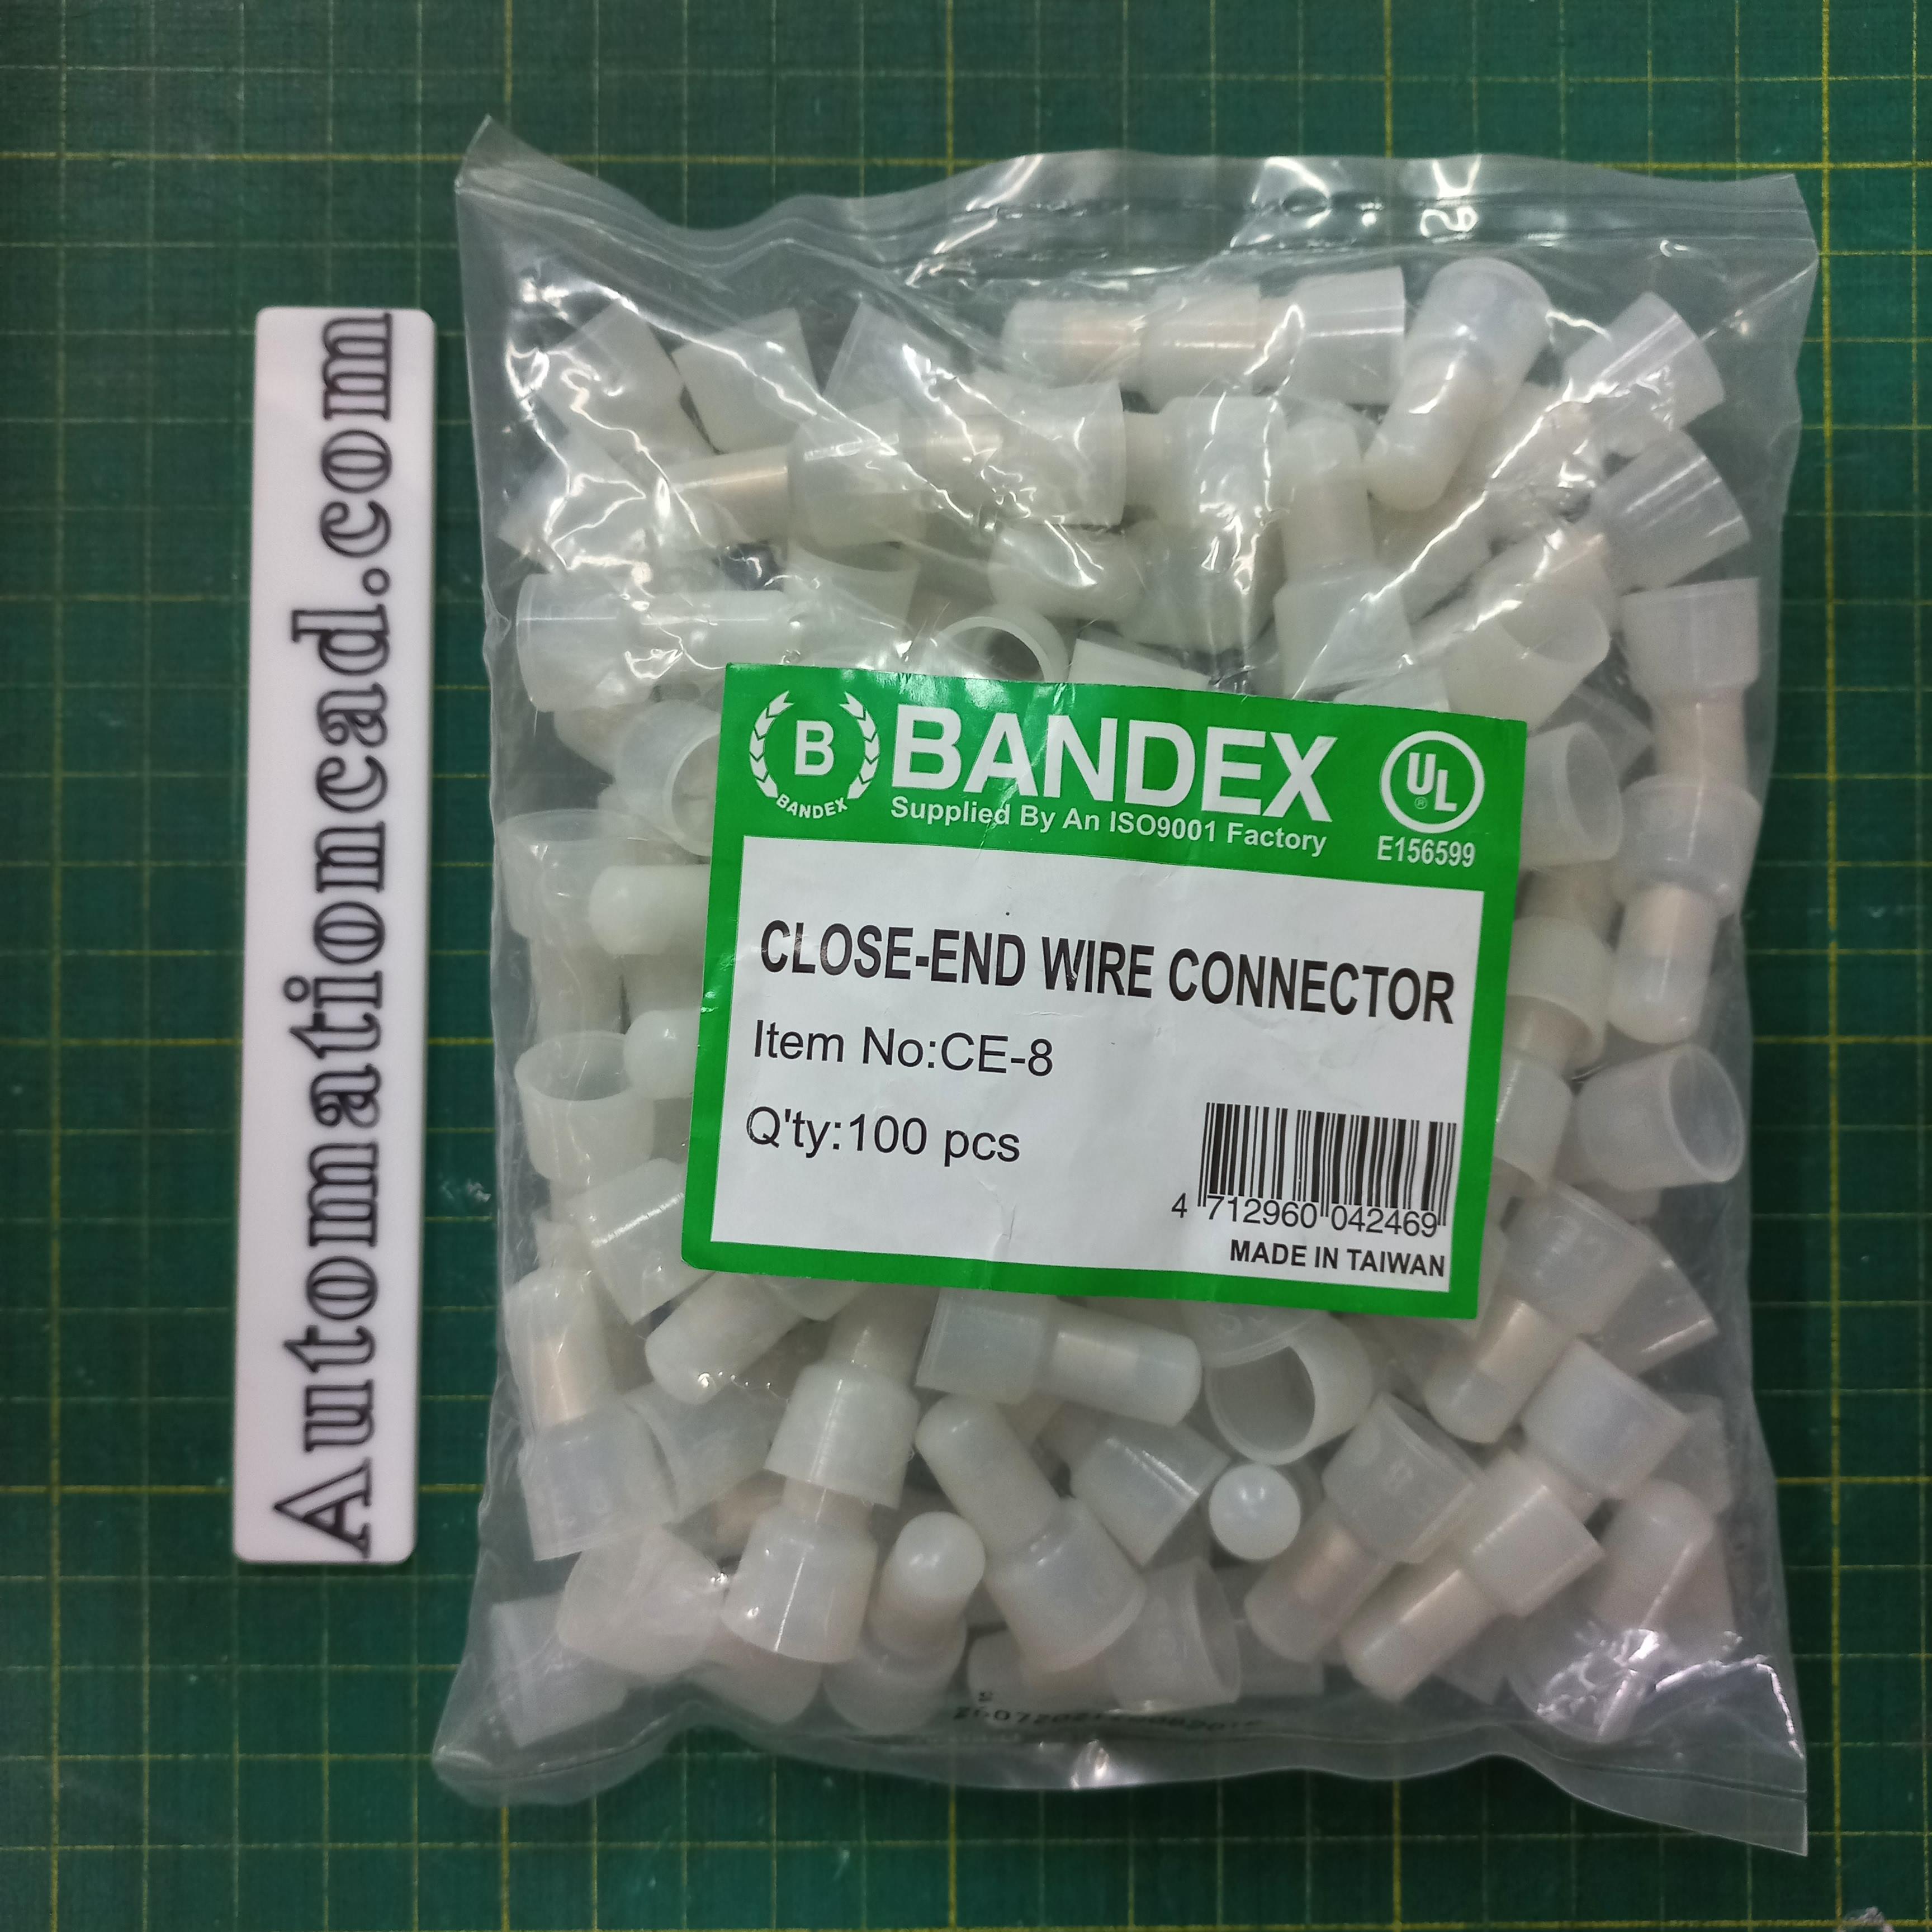 Automationcad.com
B
BANDEX
BANDEX
Supplied By An ISO9001 Factory
UL
®
E156599
CLOSE-END WIRE CONNECTOR
Item No:CE-8
Q'ty:100 pcs
4 712960 042469
MADE IN TAIWAN